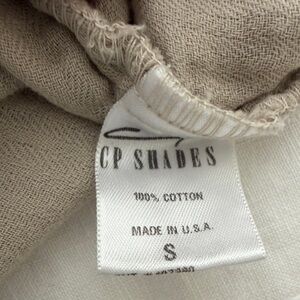 CP SHADES
100% COTTON
MADE IN U.S.A.
S